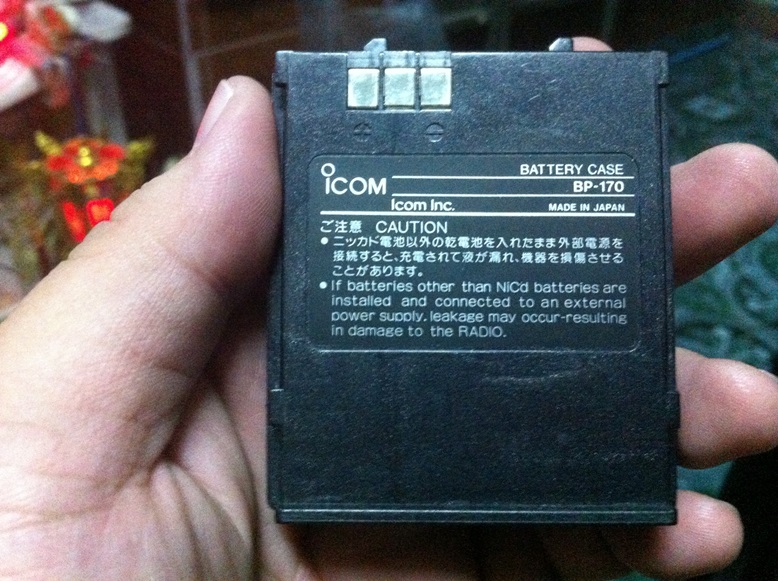 ICOM
BATTERY CASE
BP-170
Icom Inc.
MADE IN JAPAN
ご注意 CAUTION
● ニッカド電池以外の乾電池を入れたまま外部電源を
接続すると、充電されて液が漏れ、機器を損傷させる
ことがあります。
● If batteries other than NiCd batteries are
installed and connected to an external
power supply, leakage may occur-resulting
in damage to the RADIO.